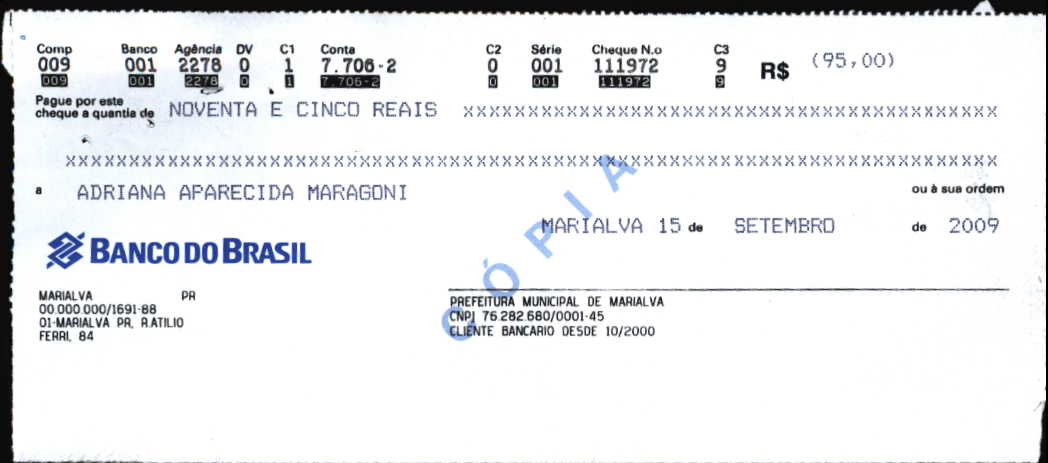 Comp Banco Agência DV C1 Conta C2 Série Cheque N.o C3
009 001 2278 0 1 7.706-2 0 001 111972 9 R$ (95,00)
009 001 2278 0 1 7.706-2 0 001 111972 9
Pague por este
cheque a quantia de NOVENTA E CINCO REAIS XXXXXXXXXXXXXXXXXXXXXXXXXXXXXXXXXXXXXXXXXX
XXXXXXXXXXXXXXXXXXXXXXXXXXXXXXXXXXXXXXXXXXXXXXXXXXXXXXXXXXXXXXXXXXXXXXXXXXXXXX
a ADRIANA APARECIDA MARAGONI ou à sua ordem
MARIALVA 15 de SETEMBRO de 2009
BANCO DO BRASIL
CÓPIA
MARIALVA PR
00.000.000/1691-88
01-MARIALVA PR, R.ATILIO
FERRI, 84
PREFEITURA MUNICIPAL DE MARIALVA
CNPJ 76.282.680/0001-45
CLIENTE BANCARIO DESDE 10/2000